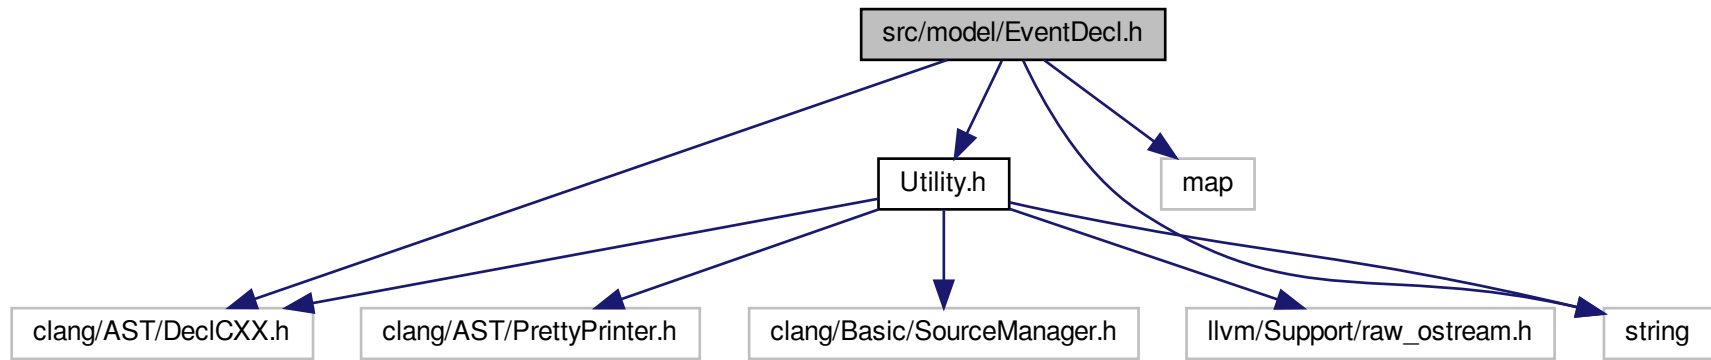 src/model/EventDecl.h
Utility.h
map
clang/AST/DeclCXX.h
clang/AST/PrettyPrinter.h
clang/Basic/SourceManager.h
llvm/Support/raw_ostream.h
string